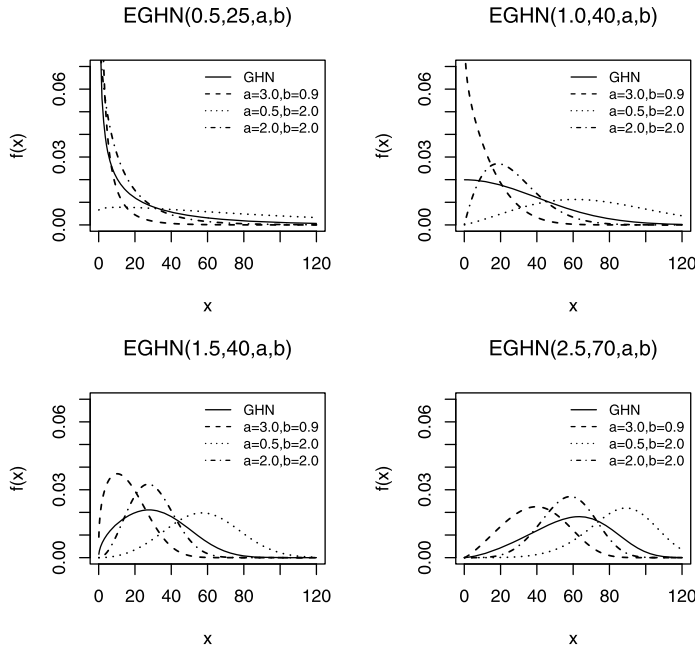 EGHN(0.5,25,a,b)
f(x)
0.00 0.03 0.06
GHN
a=3.0,b=0.9
a=0.5,b=2.0
a=2.0,b=2.0
0 20 40 60 80 120
x
EGHN(1.0,40,a,b)
f(x)
0.00 0.03 0.06
GHN
a=3.0,b=0.9
a=0.5,b=2.0
a=2.0,b=2.0
0 20 40 60 80 120
x
EGHN(1.5,40,a,b)
f(x)
0.00 0.03 0.06
GHN
a=3.0,b=0.9
a=0.5,b=2.0
a=2.0,b=2.0
0 20 40 60 80 120
x
EGHN(2.5,70,a,b)
f(x)
0.00 0.03 0.06
GHN
a=3.0,b=0.9
a=0.5,b=2.0
a=2.0,b=2.0
0 20 40 60 80 120
x